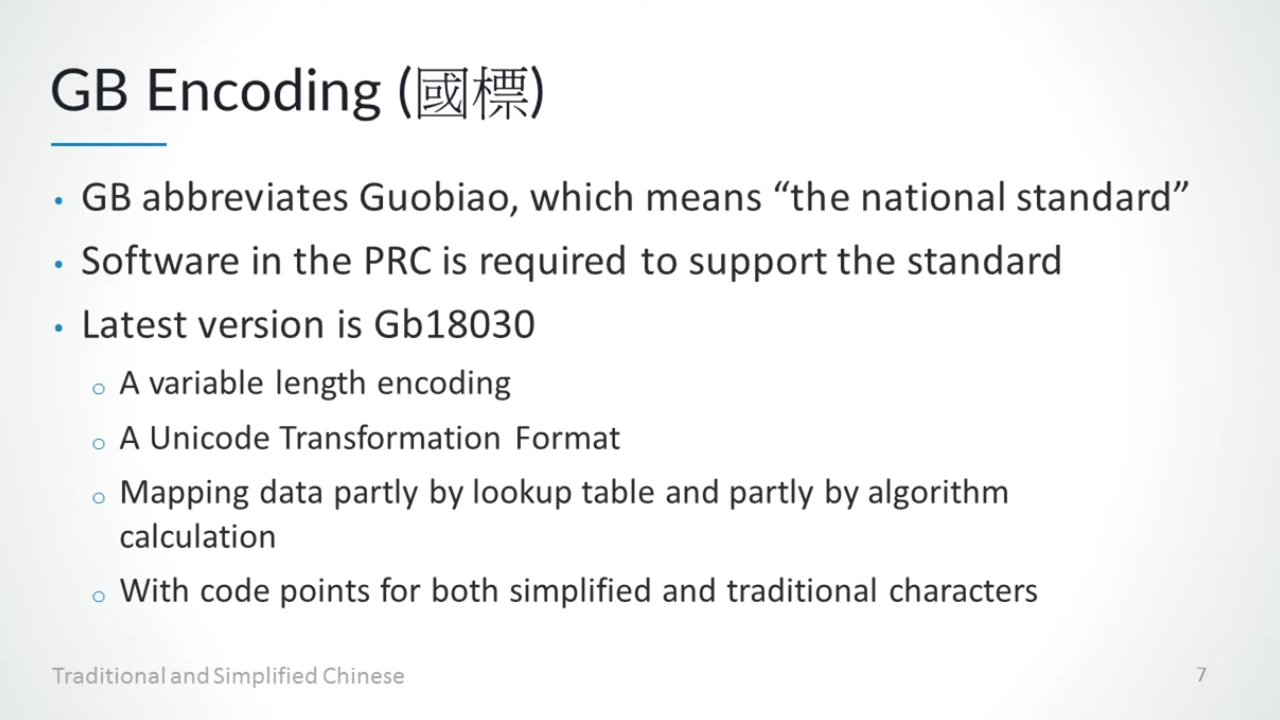 GB Encoding (國標)
• GB abbreviates Guobiao, which means “the national standard”
• Software in the PRC is required to support the standard
• Latest version is Gb18030
o A variable length encoding
o A Unicode Transformation Format
o Mapping data partly by lookup table and partly by algorithm
calculation
o With code points for both simplified and traditional characters
Traditional and Simplified Chinese
7